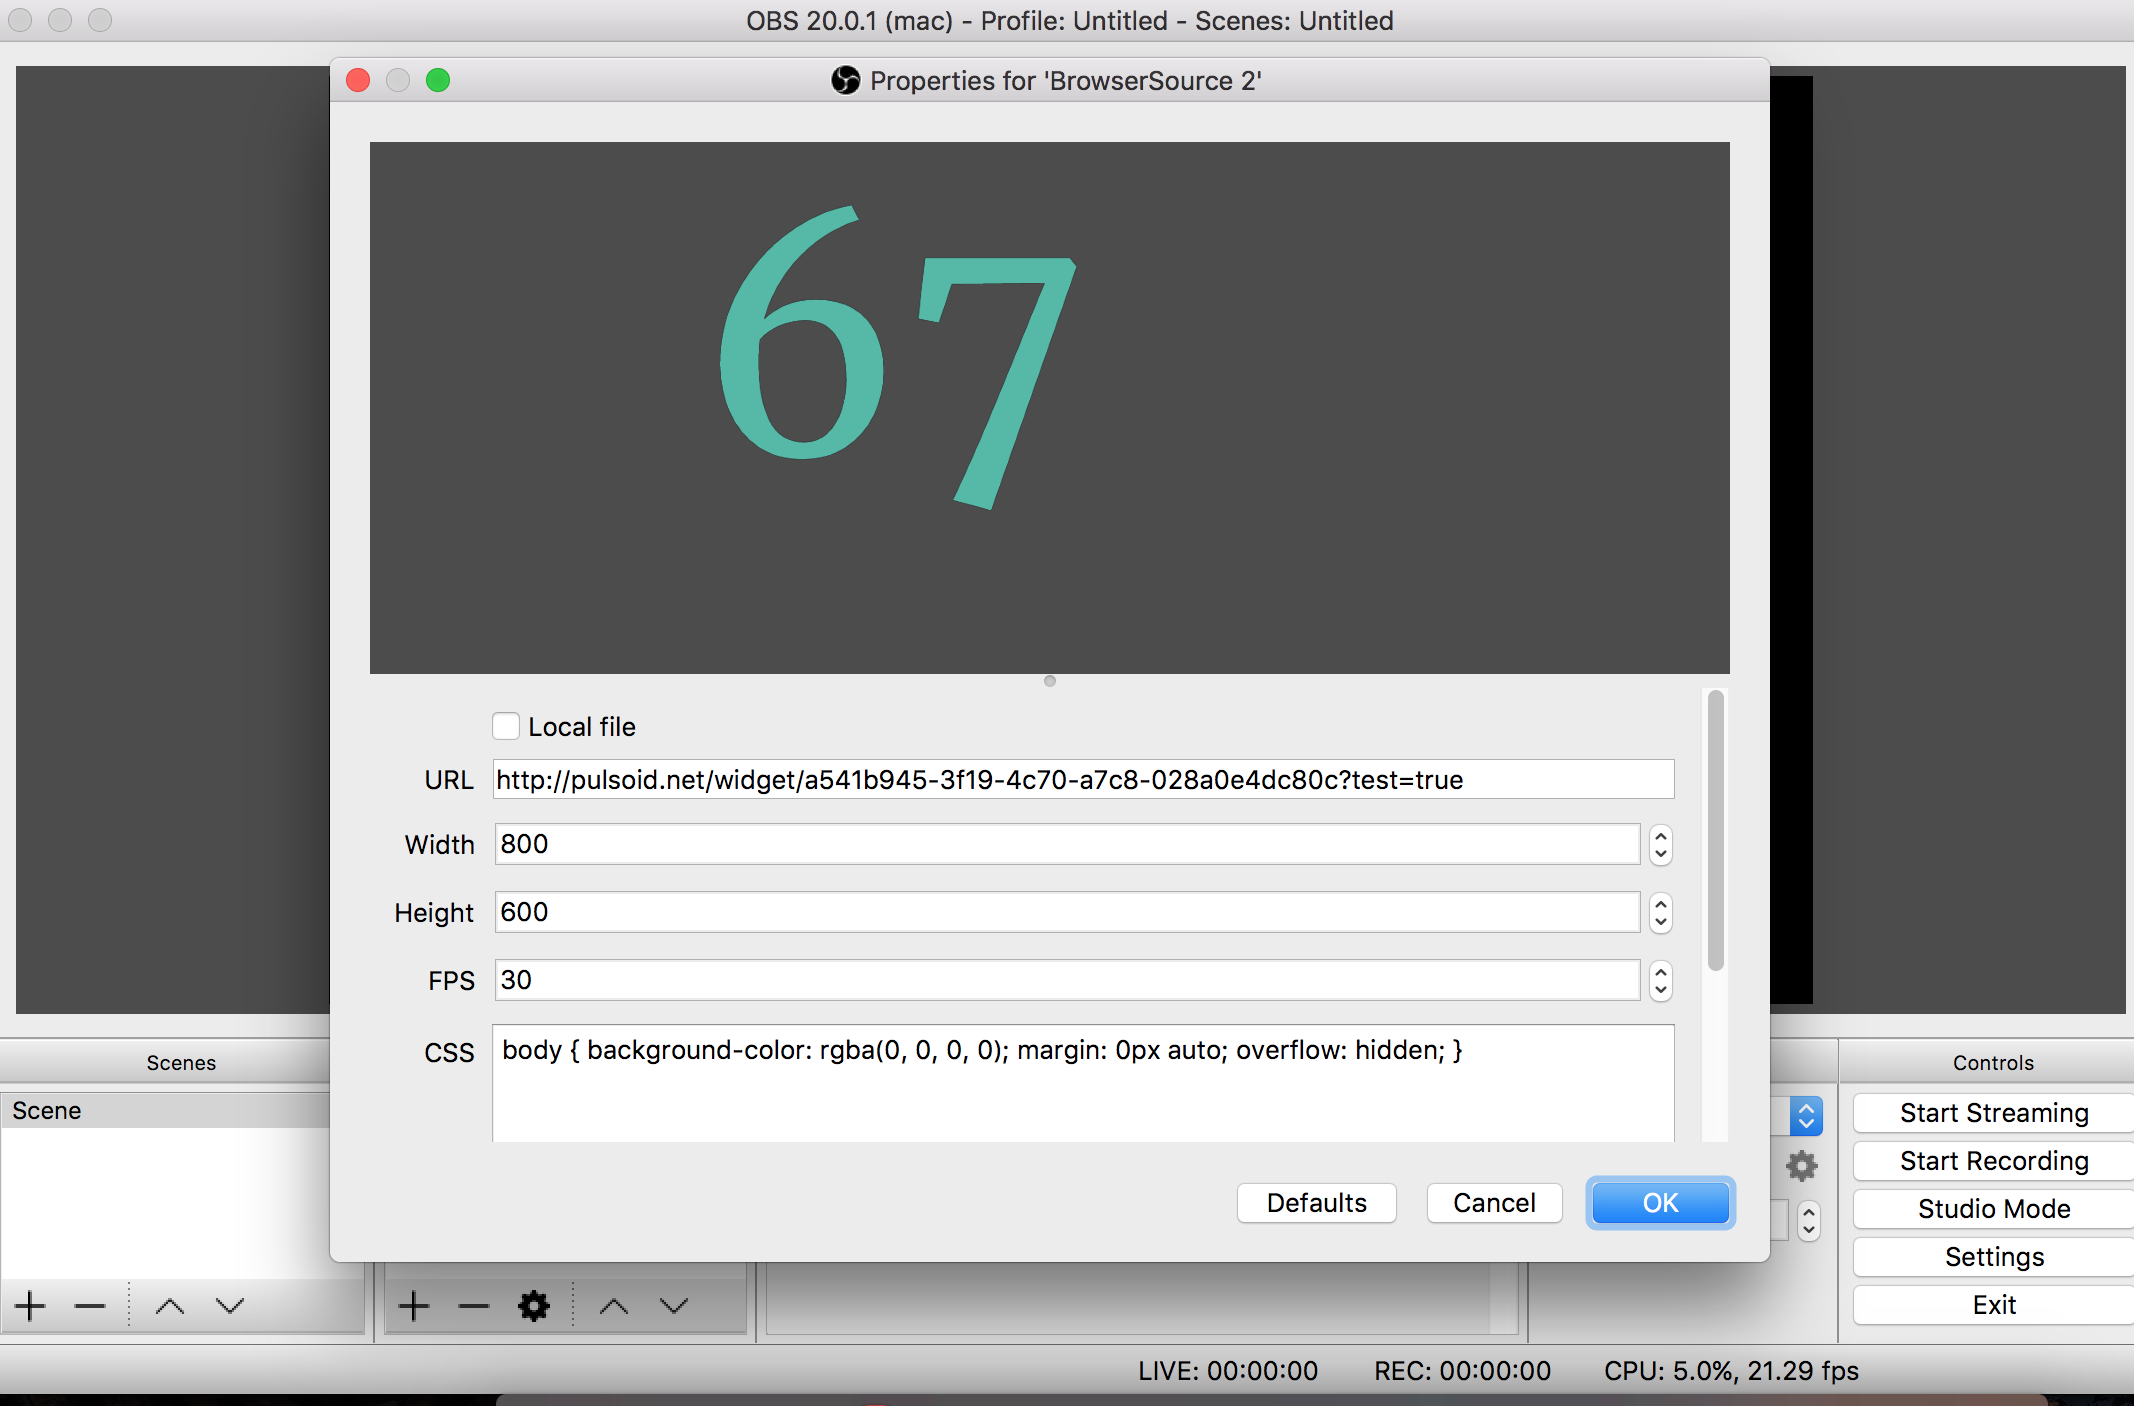 OBS 20.0.1 (mac) - Profile: Untitled - Scenes: Untitled
Properties for 'BrowserSource 2'
67
Local file
URL http://pulsoid.net/widget/a541b945-3f19-4c70-a7c8-028a0e4dc80c?test=true
Width 800
Height 600
FPS 30
CSS body { background-color: rgba(0, 0, 0, 0); margin: 0px auto; overflow: hidden; }
Defaults Cancel OK
Scenes
Scene
Controls
Start Streaming
Start Recording
Studio Mode
Settings
Exit
LIVE: 00:00:00 REC: 00:00:00 CPU: 5.0%, 21.29 fps